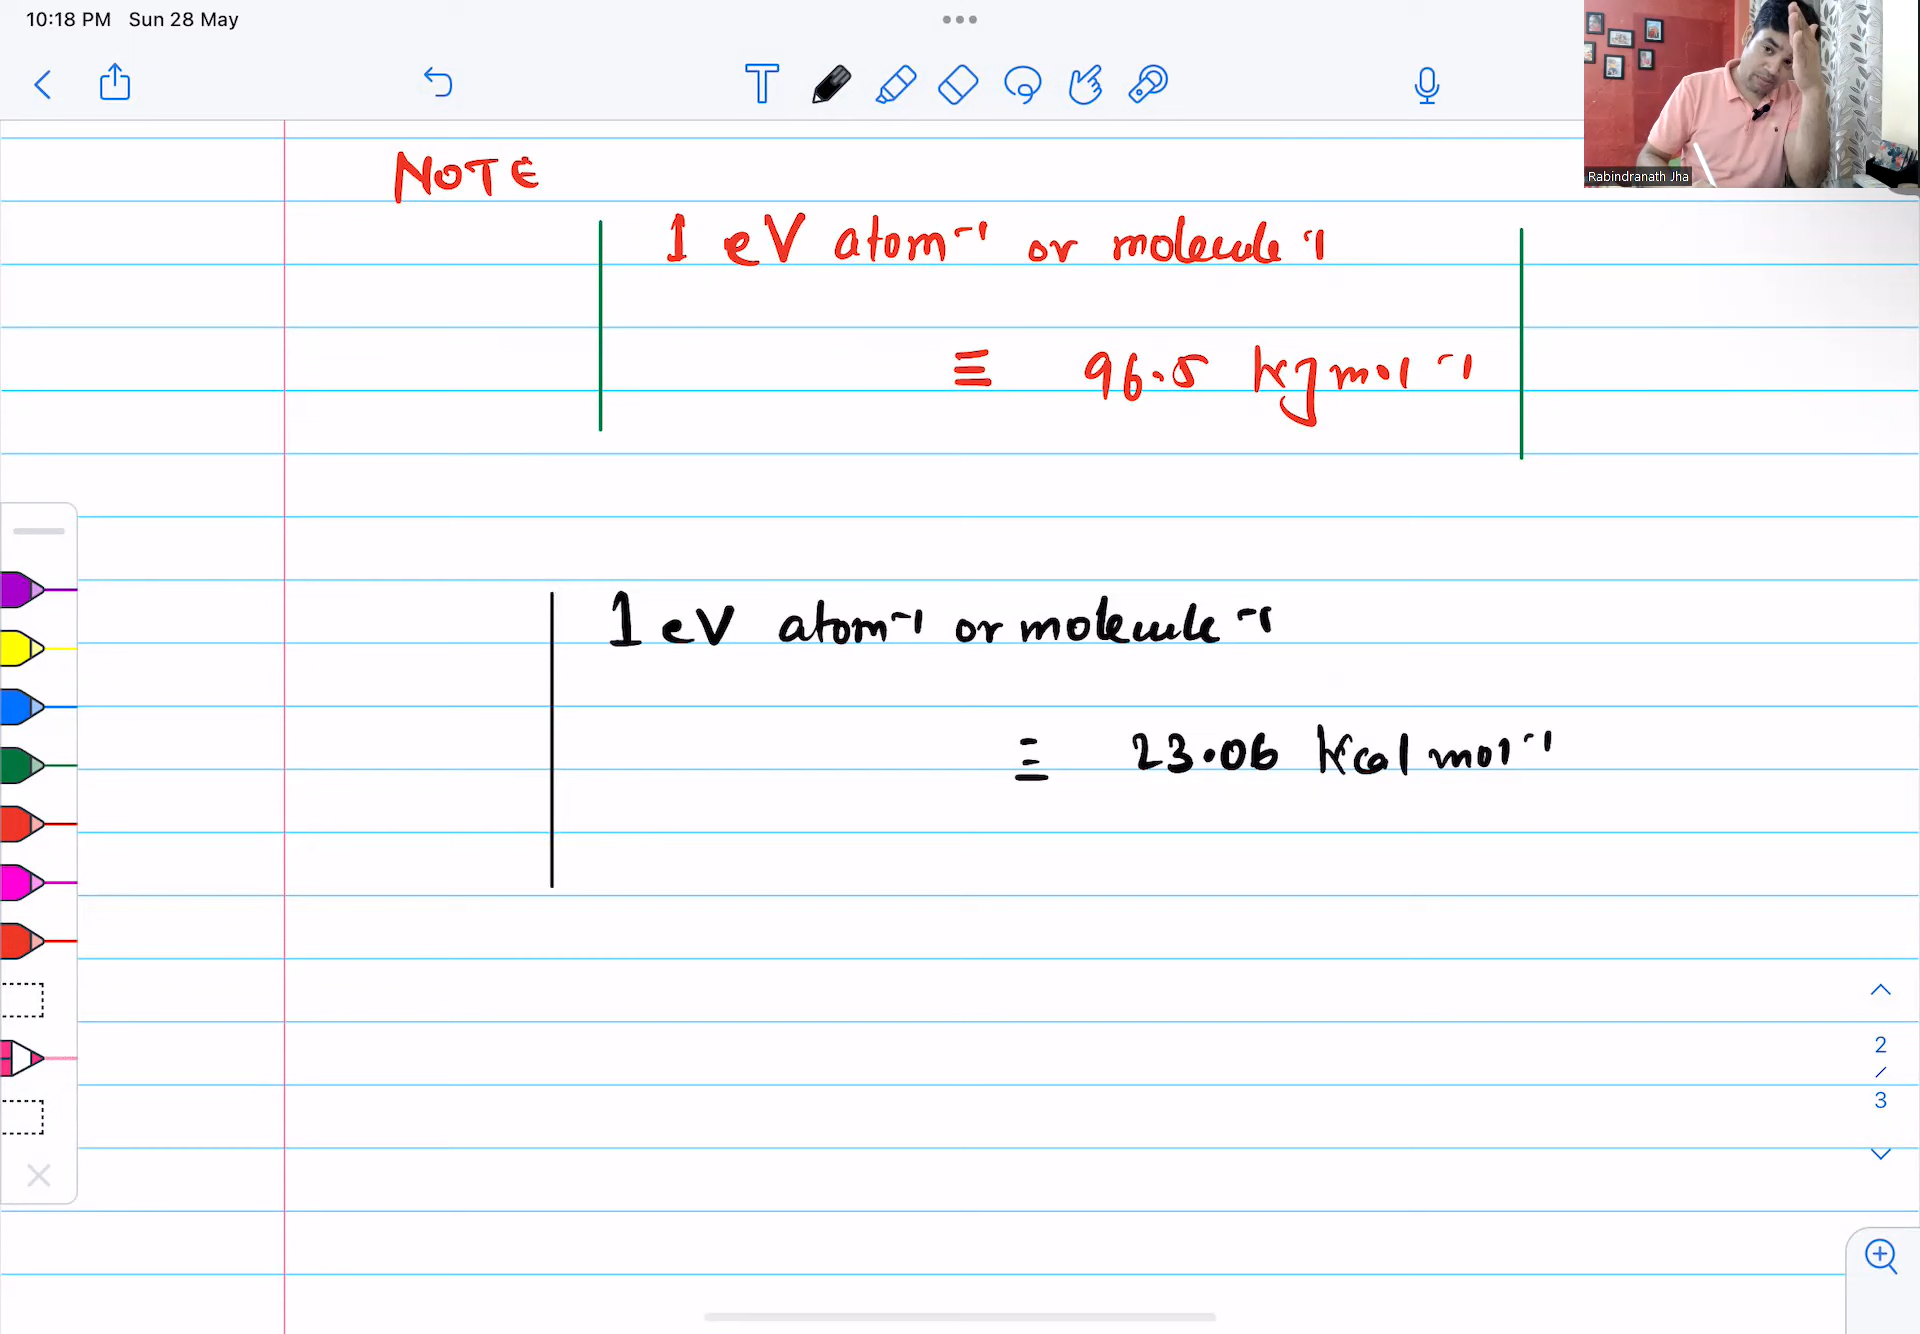 10:18 PM Sun 28 May
Rabindranath Jha
NOTE
1 eV atom⁻¹ or molecule⁻¹
≡ 96.5 kJ mol⁻¹
1 eV atom⁻¹ or molecule⁻¹
≡ 23.06 kcal mol⁻¹
2
/
3